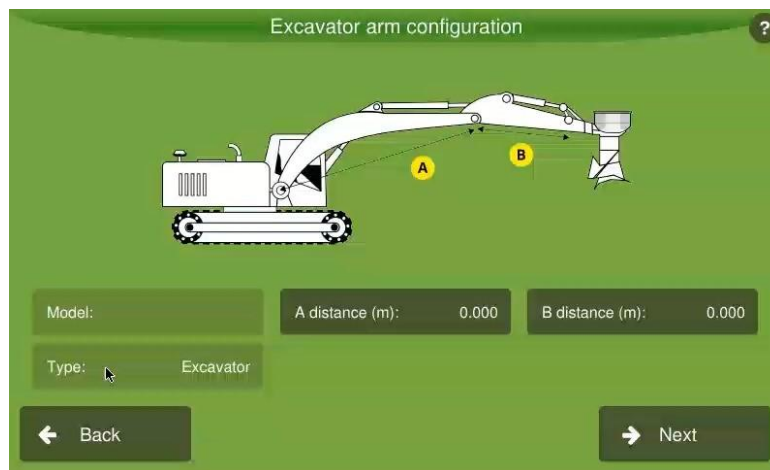 Excavator arm configuration
?
A
B
Model:
A distance (m): 0.000
B distance (m): 0.000
Type: Excavator
Back
Next